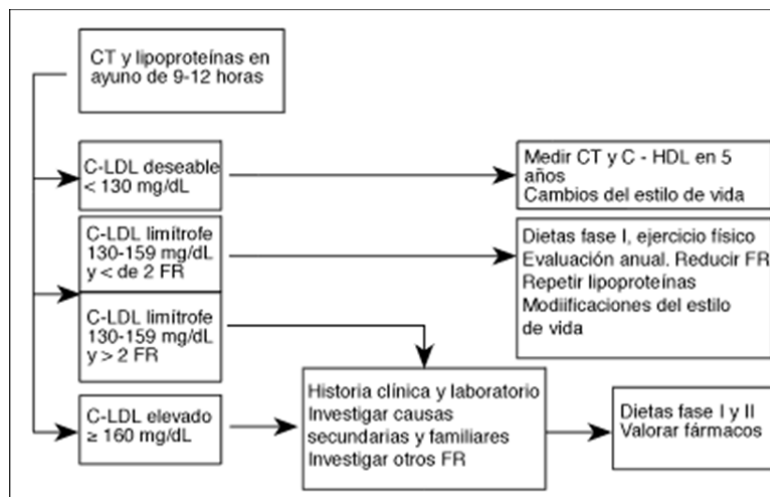 CT y lipoproteínas en
ayuno de 9-12 horas
C-LDL deseable
< 130 mg/dL
Medir CT y C - HDL en 5
años
Cambios del estilo de vida
C-LDL limítrofe
130-159 mg/dL
y < de 2 FR
Dietas fase I, ejercicio físico
Evaluación anual. Reducir FR
Repetir lipoproteínas
Modiificaciones del estilo
de vida
C-LDL limítrofe
130-159 mg/dL
y > 2 FR
C-LDL elevado
≥ 160 mg/dL
Historia clínica y laboratorio
Investigar causas
secundarias y familiares
Investigar otros FR
Dietas fase I y II
Valorar fármacos